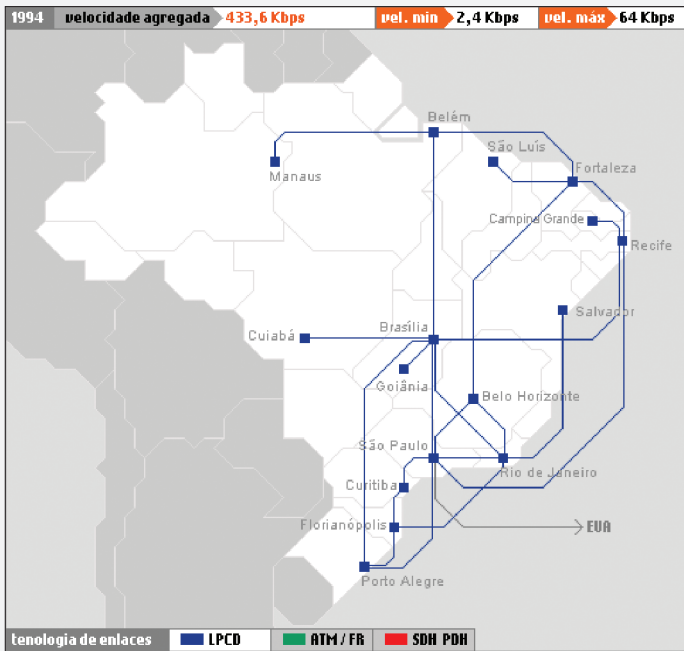 1994 velocidade agregada 433,6 Kbps vel. min 2,4 Kbps vel. máx 64 Kbps
Belém
São Luís
Manaus
Fortaleza
Campina Grande
Recife
Salvador
Cuiabá
Brasília
Goiânia
Belo Horizonte
São Paulo
Rio de Janeiro
Curitiba
Florianópolis
EUA
Porto Alegre
tenologia de enlaces LPCD ATM / FR SDH PDH